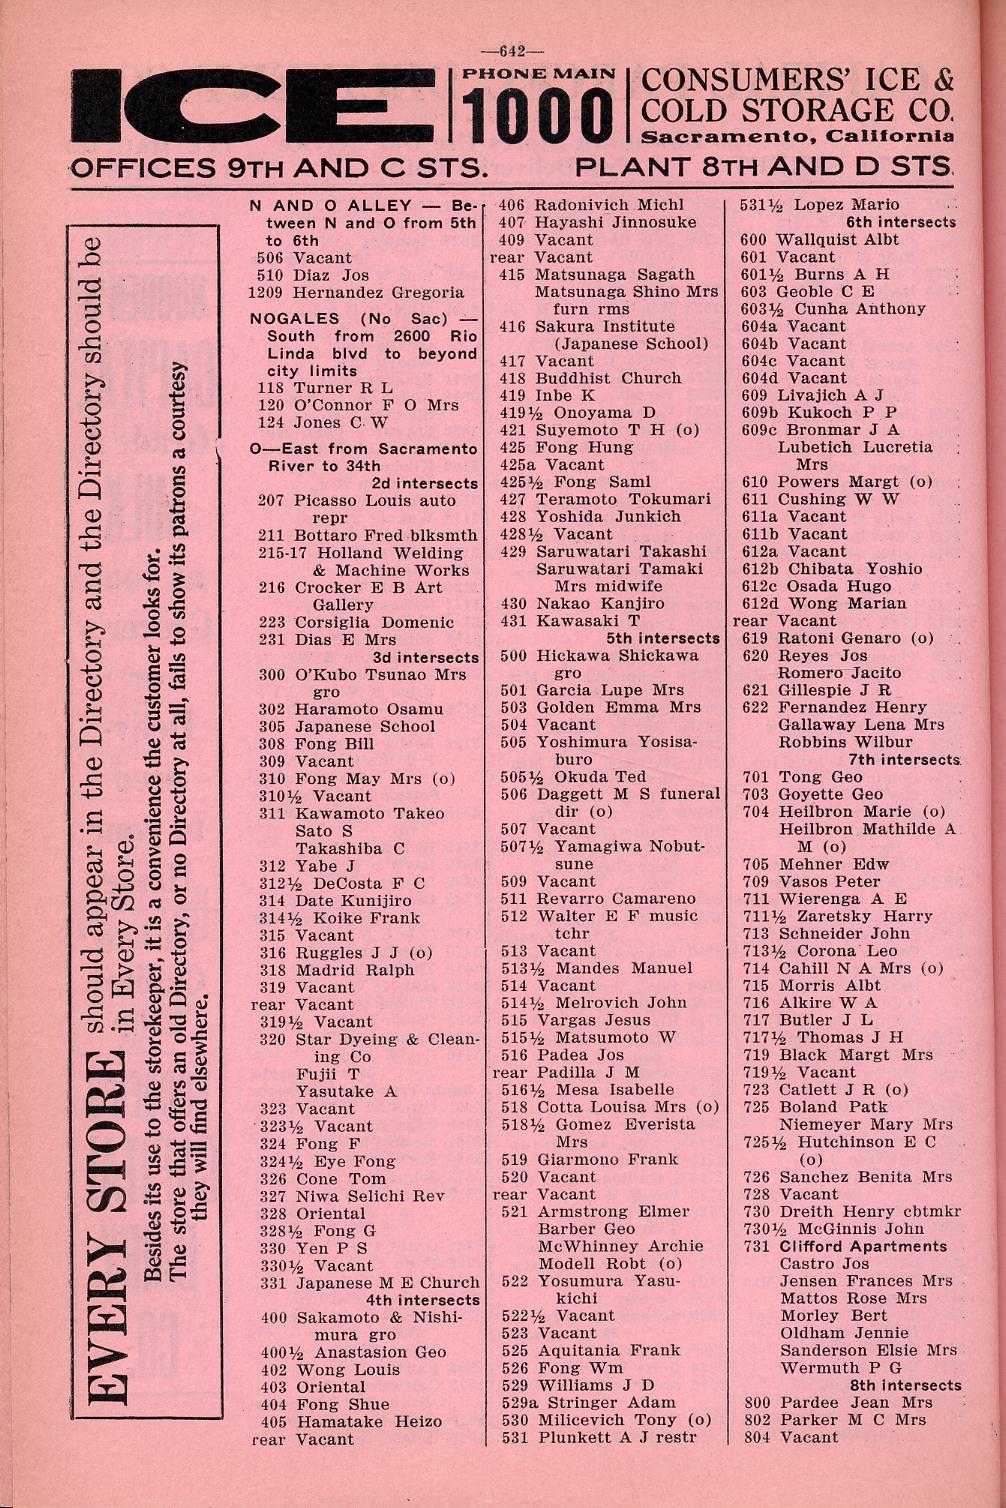 —642—
ICE
PHONE MAIN
1000
CONSUMERS' ICE &
COLD STORAGE CO.
Sacramento, California
OFFICES 9TH AND C STS. PLANT 8TH AND D STS.
EVERY STORE should appear in the Directory and the Directory should be
in Every Store.
Besides its use to the storekeeper, it is a convenience the customer looks for.
The store that offers an old Directory, or no Directory at all, fails to show its patrons a courtesy
they will find elsewhere.
N AND O ALLEY — Be-
tween N and O from 5th
to 6th
506 Vacant
510 Diaz Jos
1209 Hernandez Gregoria
NOGALES (No Sac) —
South from 2600 Rio
Linda blvd to beyond
city limits
118 Turner R L
120 O'Connor F O Mrs
124 Jones C W
O—East from Sacramento
River to 34th
2d intersects
207 Picasso Louis auto
repr
211 Bottaro Fred blksmth
215-17 Holland Welding
& Machine Works
216 Crocker E B Art
Gallery
223 Corsiglia Domenic
231 Dias E Mrs
3d intersects
300 O'Kubo Tsunao Mrs
gro
302 Haramoto Osamu
305 Japanese School
308 Fong Bill
309 Vacant
310 Fong May Mrs (o)
310½ Vacant
311 Kawamoto Takeo
Sato S
Takashiba C
312 Yabe J
312½ DeCosta F C
314 Date Kunijiro
314½ Koike Frank
315 Vacant
316 Ruggles J J (o)
318 Madrid Ralph
319 Vacant
rear Vacant
319½ Vacant
320 Star Dyeing & Clean-
ing Co
Fujii T
Yasutake A
323 Vacant
323½ Vacant
324 Fong F
324½ Eye Fong
326 Cone Tom
327 Niwa Selichi Rev
328 Oriental
328½ Fong G
330 Yen P S
330½ Vacant
331 Japanese M E Church
4th intersects
400 Sakamoto & Nishi-
mura gro
400½ Anastasion Geo
402 Wong Louis
403 Oriental
404 Fong Shue
405 Hamatake Heizo
rear Vacant
406 Radonivich Michl
407 Hayashi Jinnosuke
409 Vacant
rear Vacant
415 Matsunaga Sagath
Matsunaga Shino Mrs
furn rms
416 Sakura Institute
(Japanese School)
417 Vacant
418 Buddhist Church
419 Inbe K
419½ Onoyama D
421 Suyemoto T H (o)
425 Fong Hung
425a Vacant
425½ Fong Saml
427 Teramoto Tokumari
428 Yoshida Junkich
428½ Vacant
429 Saruwatari Takashi
Saruwatari Tamaki
Mrs midwife
430 Nakao Kanjiro
431 Kawasaki T
5th intersects
500 Hickawa Shickawa
gro
501 Garcia Lupe Mrs
503 Golden Emma Mrs
504 Vacant
505 Yoshimura Yosisa-
buro
505½ Okuda Ted
506 Daggett M S funeral
dir (o)
507 Vacant
507½ Yamagiwa Nobut-
sune
509 Vacant
511 Revarro Camareno
512 Walter E F music
tchr
513 Vacant
513½ Mandes Manuel
514 Vacant
514½ Melrovich John
515 Vargas Jesus
515½ Matsumoto W
516 Padea Jos
rear Padilla J M
516½ Mesa Isabelle
518 Cotta Louisa Mrs (o)
518½ Gomez Everista
Mrs
519 Giarmono Frank
520 Vacant
rear Vacant
521 Armstrong Elmer
Barber Geo
McWhinney Archie
Modell Robt (o)
522 Yosumura Yasu-
kichi
522½ Vacant
523 Vacant
525 Aquitania Frank
526 Fong Wm
529 Williams J D
529a Stringer Adam
530 Milicevich Tony (o)
531 Plunkett A J restr
531½ Lopez Mario
6th intersects
600 Wallquist Albt
601 Vacant
601½ Burns A H
603 Geoble C E
603½ Cunha Anthony
604a Vacant
604b Vacant
604c Vacant
604d Vacant
609 Livajich A J
609b Kukoch P P
609c Bronmar J A
Lubetich Lucretia
Mrs
610 Powers Margt (o)
611 Cushing W W
611a Vacant
611b Vacant
612a Vacant
612b Chibata Yoshio
612c Osada Hugo
612d Wong Marian
rear Vacant
619 Ratoni Genaro (o)
620 Reyes Jos
Romero Jacito
621 Gillespie J R
622 Fernandez Henry
Gallaway Lena Mrs
Robbins Wilbur
7th intersects
701 Tong Geo
703 Goyette Geo
704 Heilbron Marie (o)
Heilbron Mathilde A
M (o)
705 Mehner Edw
709 Vasos Peter
711 Wierenga A E
711½ Zaretsky Harry
713 Schneider John
713½ Corona Leo
714 Cahill N A Mrs (o)
715 Morris Albt
716 Alkire W A
717 Butler J L
717½ Thomas J H
719 Black Margt Mrs
719½ Vacant
723 Catlett J R (o)
725 Boland Patk
Niemeyer Mary Mrs
725½ Hutchinson E C
(o)
726 Sanchez Benita Mrs
728 Vacant
730 Dreith Henry cbtmkr
730½ McGinnis John
731 Clifford Apartments
Castro Jos
Jensen Frances Mrs
Mattos Rose Mrs
Morley Bert
Oldham Jennie
Sanderson Elsie Mrs
Wermuth P G
8th intersects
800 Pardee Jean Mrs
802 Parker M C Mrs
804 Vacant